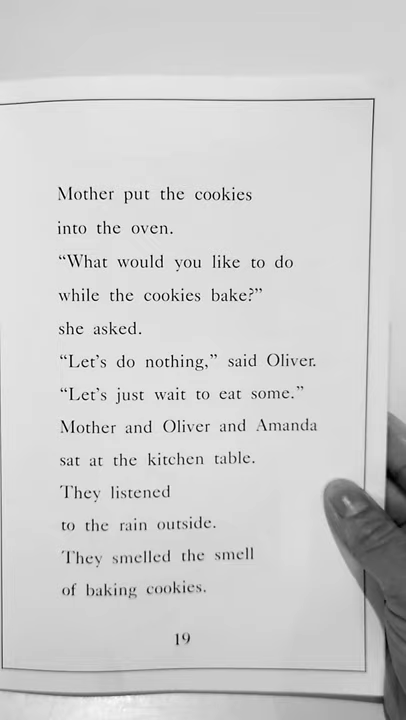 Mother put the cookies
into the oven.
“What would you like to do
while the cookies bake?”
she asked.
“Let’s do nothing,” said Oliver.
“Let’s just wait to eat some.”
Mother and Oliver and Amanda
sat at the kitchen table.
They listened
to the rain outside.
They smelled the smell
of baking cookies.
19